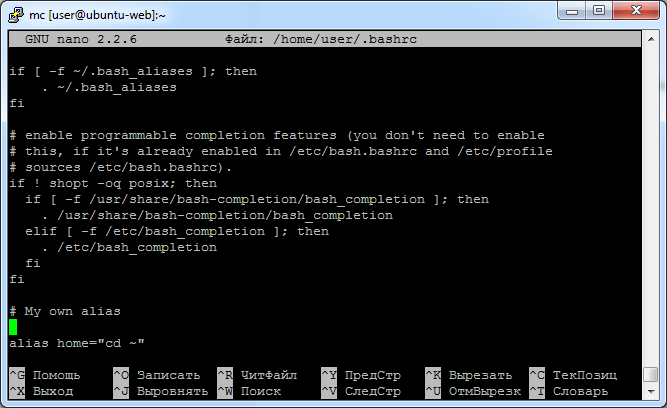 mc [user@ubuntu-web]:~
GNU nano 2.2.6 Файл: /home/user/.bashrc
if [ -f ~/.bash_aliases ]; then
    . ~/.bash_aliases
fi
# enable programmable completion features (you don't need to enable
# this, if it's already enabled in /etc/bash.bashrc and /etc/profile
# sources /etc/bash.bashrc).
if ! shopt -oq posix; then
  if [ -f /usr/share/bash-completion/bash_completion ]; then
    . /usr/share/bash-completion/bash_completion
  elif [ -f /etc/bash_completion ]; then
    . /etc/bash_completion
  fi
fi
# My own alias
alias home="cd ~"
^G Помощь ^O Записать ^R ЧитФайл ^Y ПредСтр ^K Вырезать ^C ТекПозиц
^X Выход ^J Выровнять ^W Поиск ^V СледСтр ^U ОтмВырезк ^T Словарь